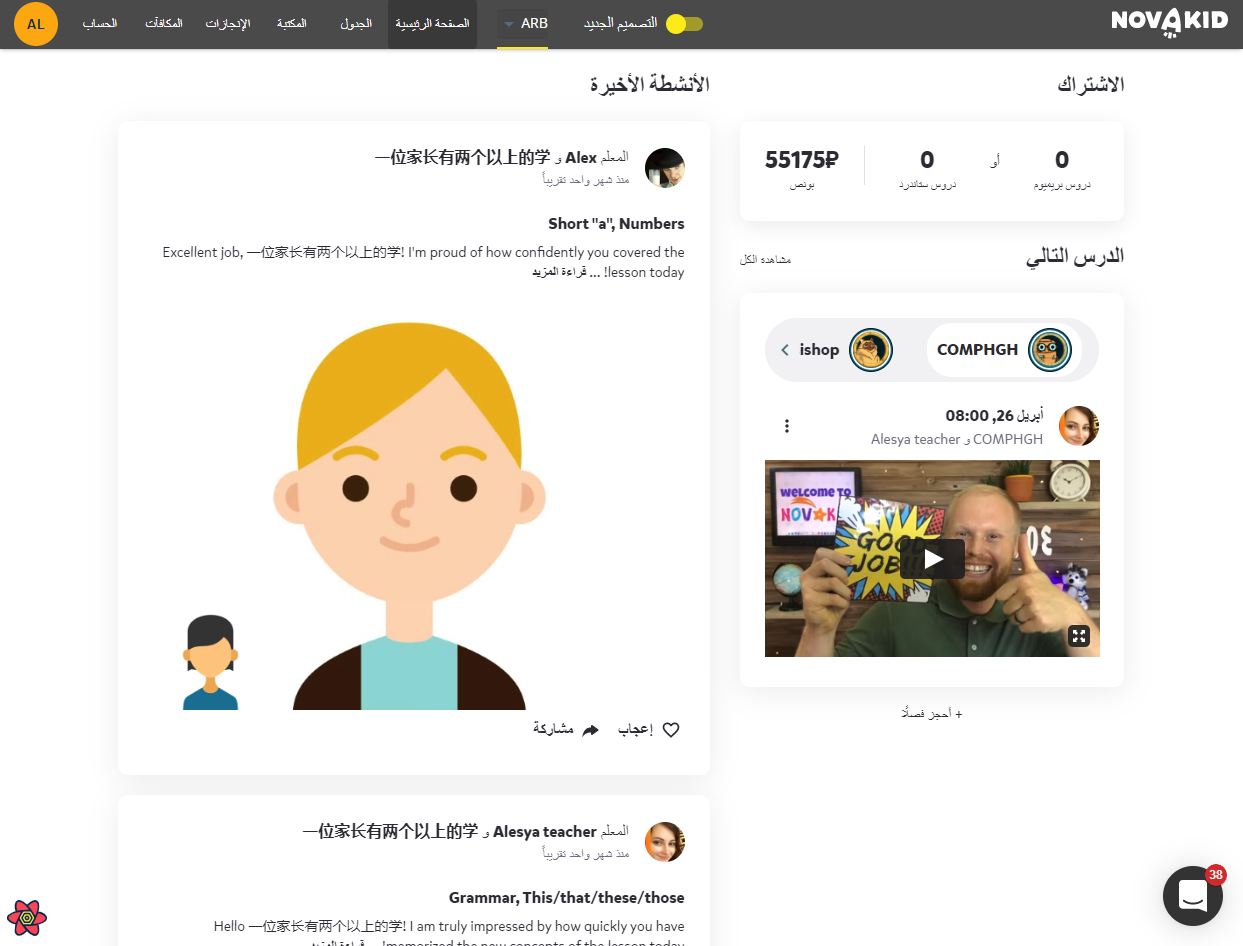 NOVAKID
التصميم الجديد
ARB
الصفحة الرئيسية
الجدول
المكتبة
الإنجازات
المكافآت
الحساب
AL
الاشتراك
0
دروس بريميوم
أو
0
دروس ستاندرد
55175₽
بونص
الدرس التالي
مشاهدة الكل
COMPHGH
ishop
أبريل 26, 08:00
COMPHGH و Alesya teacher
WELCOME TO
NOVAK
GOOD
JOB!!!
30
+ أحجز فصلًا
الأنشطة الأخيرة
المعلم Alex و 一位家长有两个以上的学
منذ شهر واحد تقريباً
Short "a", Numbers
Excellent job, 一位家长有两个以上的学! I'm proud of how confidently you covered the
lesson today! ... قراءة المزيد
إعجاب
مشاركة
المعلم Alesya teacher و 一位家长有两个以上的学
منذ شهر واحد تقريباً
Grammar, This/that/these/those
Hello 一位家长有两个以上的学! I am truly impressed by how quickly you have
memorized the new concepts of the lesson today! ... قراءة المزيد
38